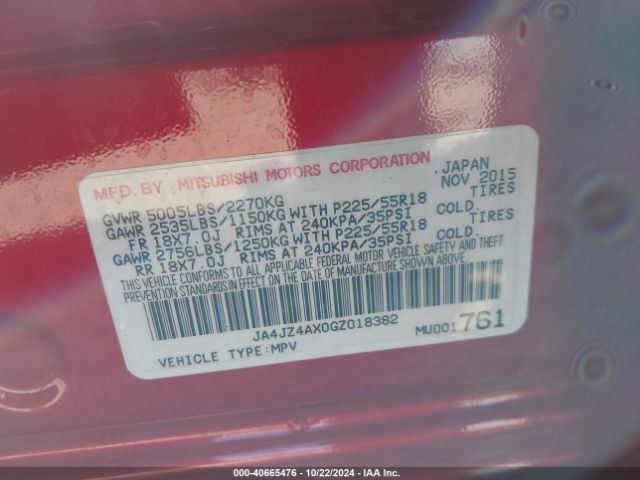 MFD. BY MITSUBISHI MOTORS CORPORATION, JAPAN
GVWR 5005LBS/2270KG NOV 2015
GAWR 2535LBS/1150KG WITH P225/55R18 TIRES
FR 18X7.0J RIMS AT 240KPA/35PSI COLD.
GAWR 2756LBS/1250KG WITH P225/55R18 TIRES
RR 18X7.0J RIMS AT 240KPA/35PSI COLD.
THIS VEHICLE CONFORMS TO ALL APPLICABLE FEDERAL MOTOR VEHICLE SAFETY AND THEFT
PREVENTION STANDARDS IN EFFECT ON THE DATE OF MANUFACTURE SHOWN ABOVE.
JA4JZ4AX0GZ018382 MU001761
VEHICLE TYPE:MPV
000-40665476 - 10/22/2024 - IAA Inc.